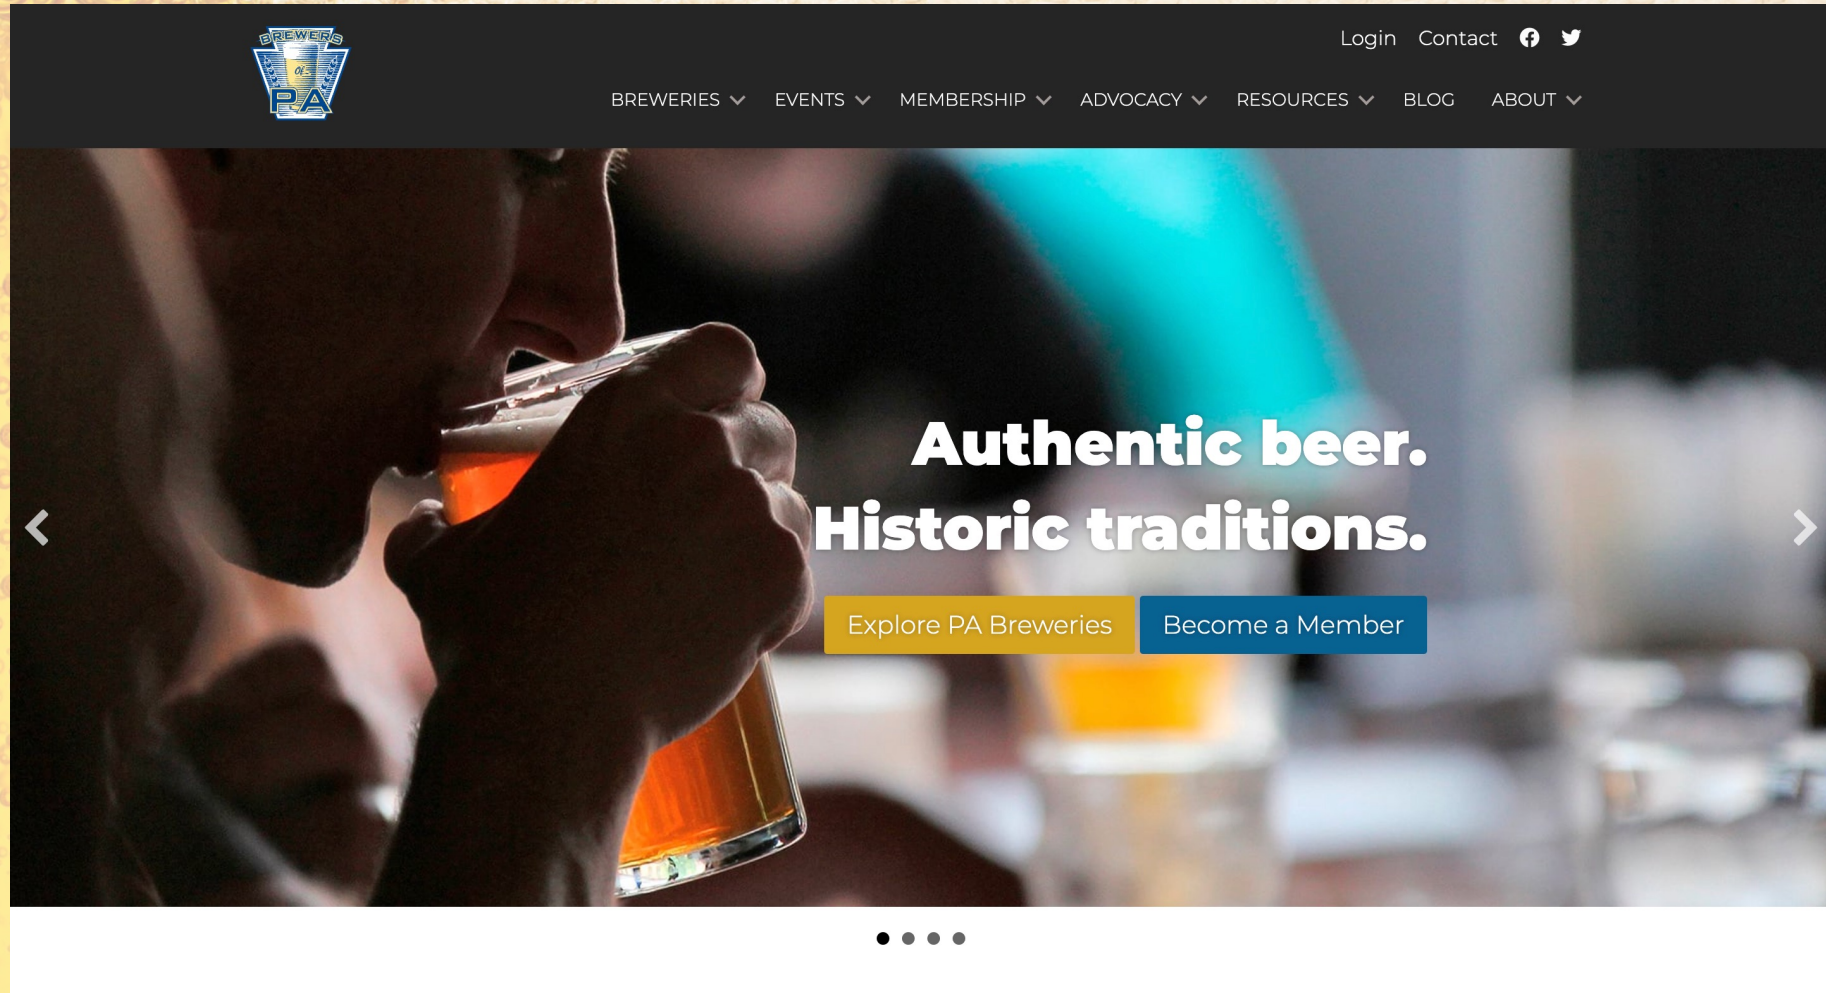 BREWERS
OF
PA
Login Contact
BREWERIES EVENTS MEMBERSHIP ADVOCACY RESOURCES BLOG ABOUT
Authentic beer.
Historic traditions.
Explore PA Breweries Become a Member